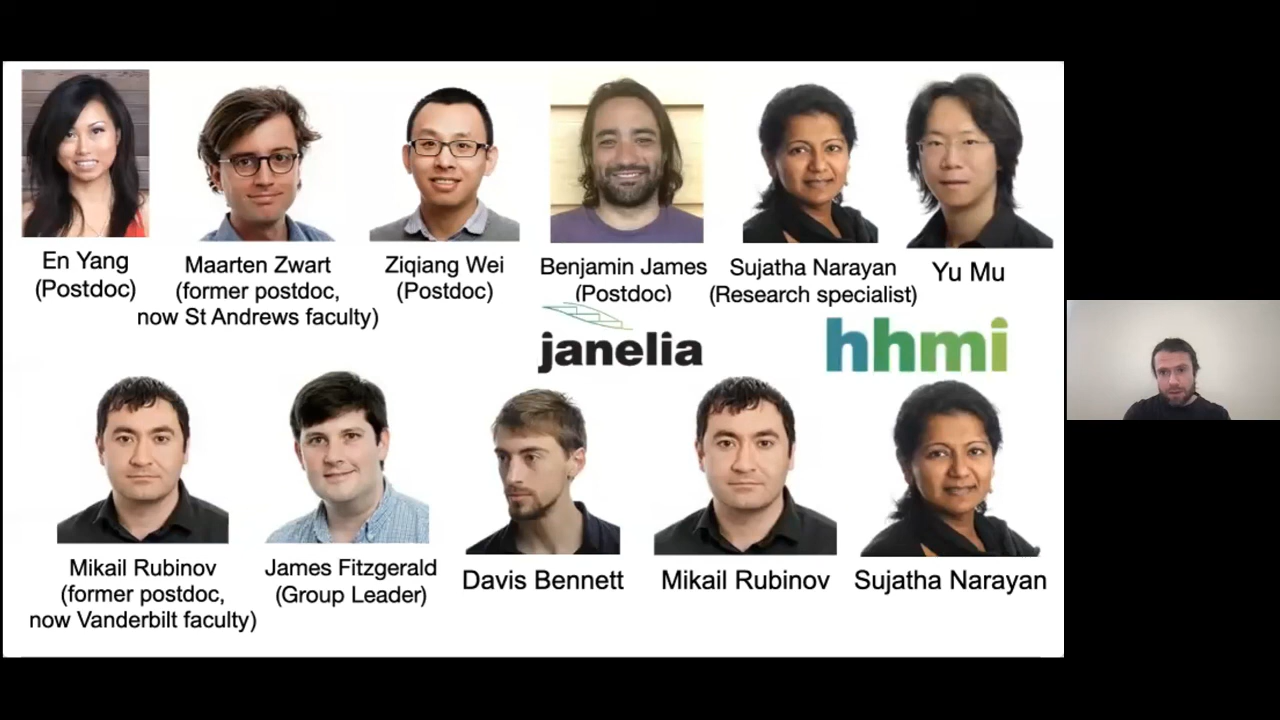 En Yang
(Postdoc)
Maarten Zwart
(former postdoc,
now St Andrews faculty)
Ziqiang Wei
(Postdoc)
Benjamin James
(Postdoc)
Sujatha Narayan
(Research specialist)
Yu Mu
janelia
hhmi
Mikail Rubinov
(former postdoc,
now Vanderbilt faculty)
James Fitzgerald
(Group Leader)
Davis Bennett
Mikail Rubinov
Sujatha Narayan